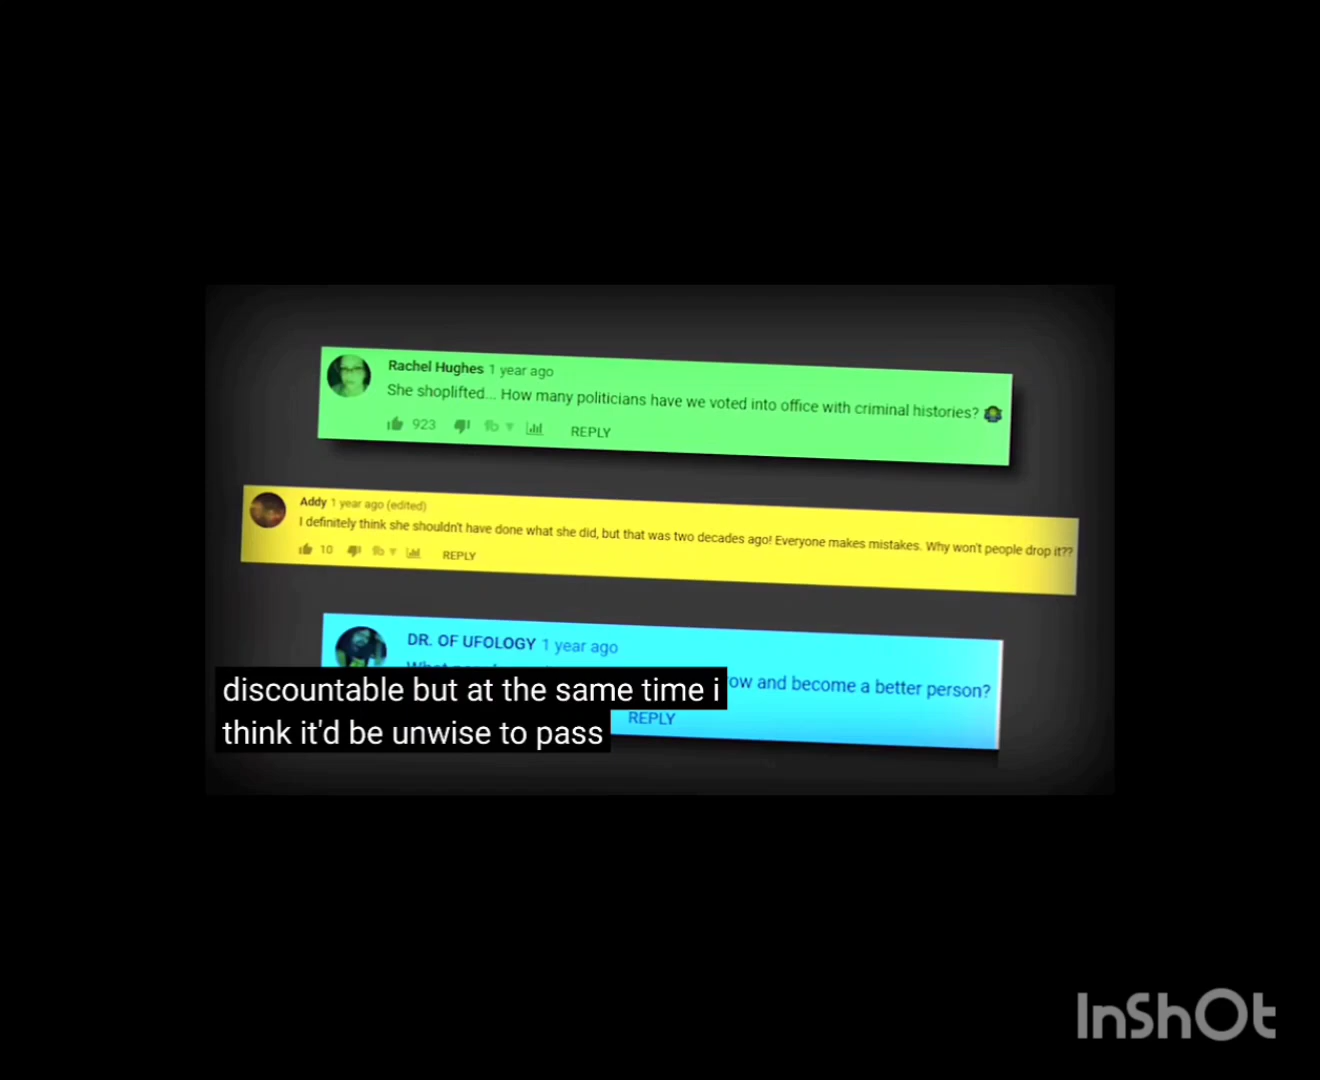 Rachel Hughes 1 year ago
She shoplifted... How many politicians have we voted into office with criminal histories? 🤷‍♀️
923 REPLY
Addy 1 year ago (edited)
I definitely think she shouldn't have done what she did, but that was two decades ago! Everyone makes mistakes. Why won't people drop it??
10 REPLY
DR. OF UFOLOGY 1 year ago
and become a better person?
REPLY
discountable but at the same time i
think it'd be unwise to pass
InShOt